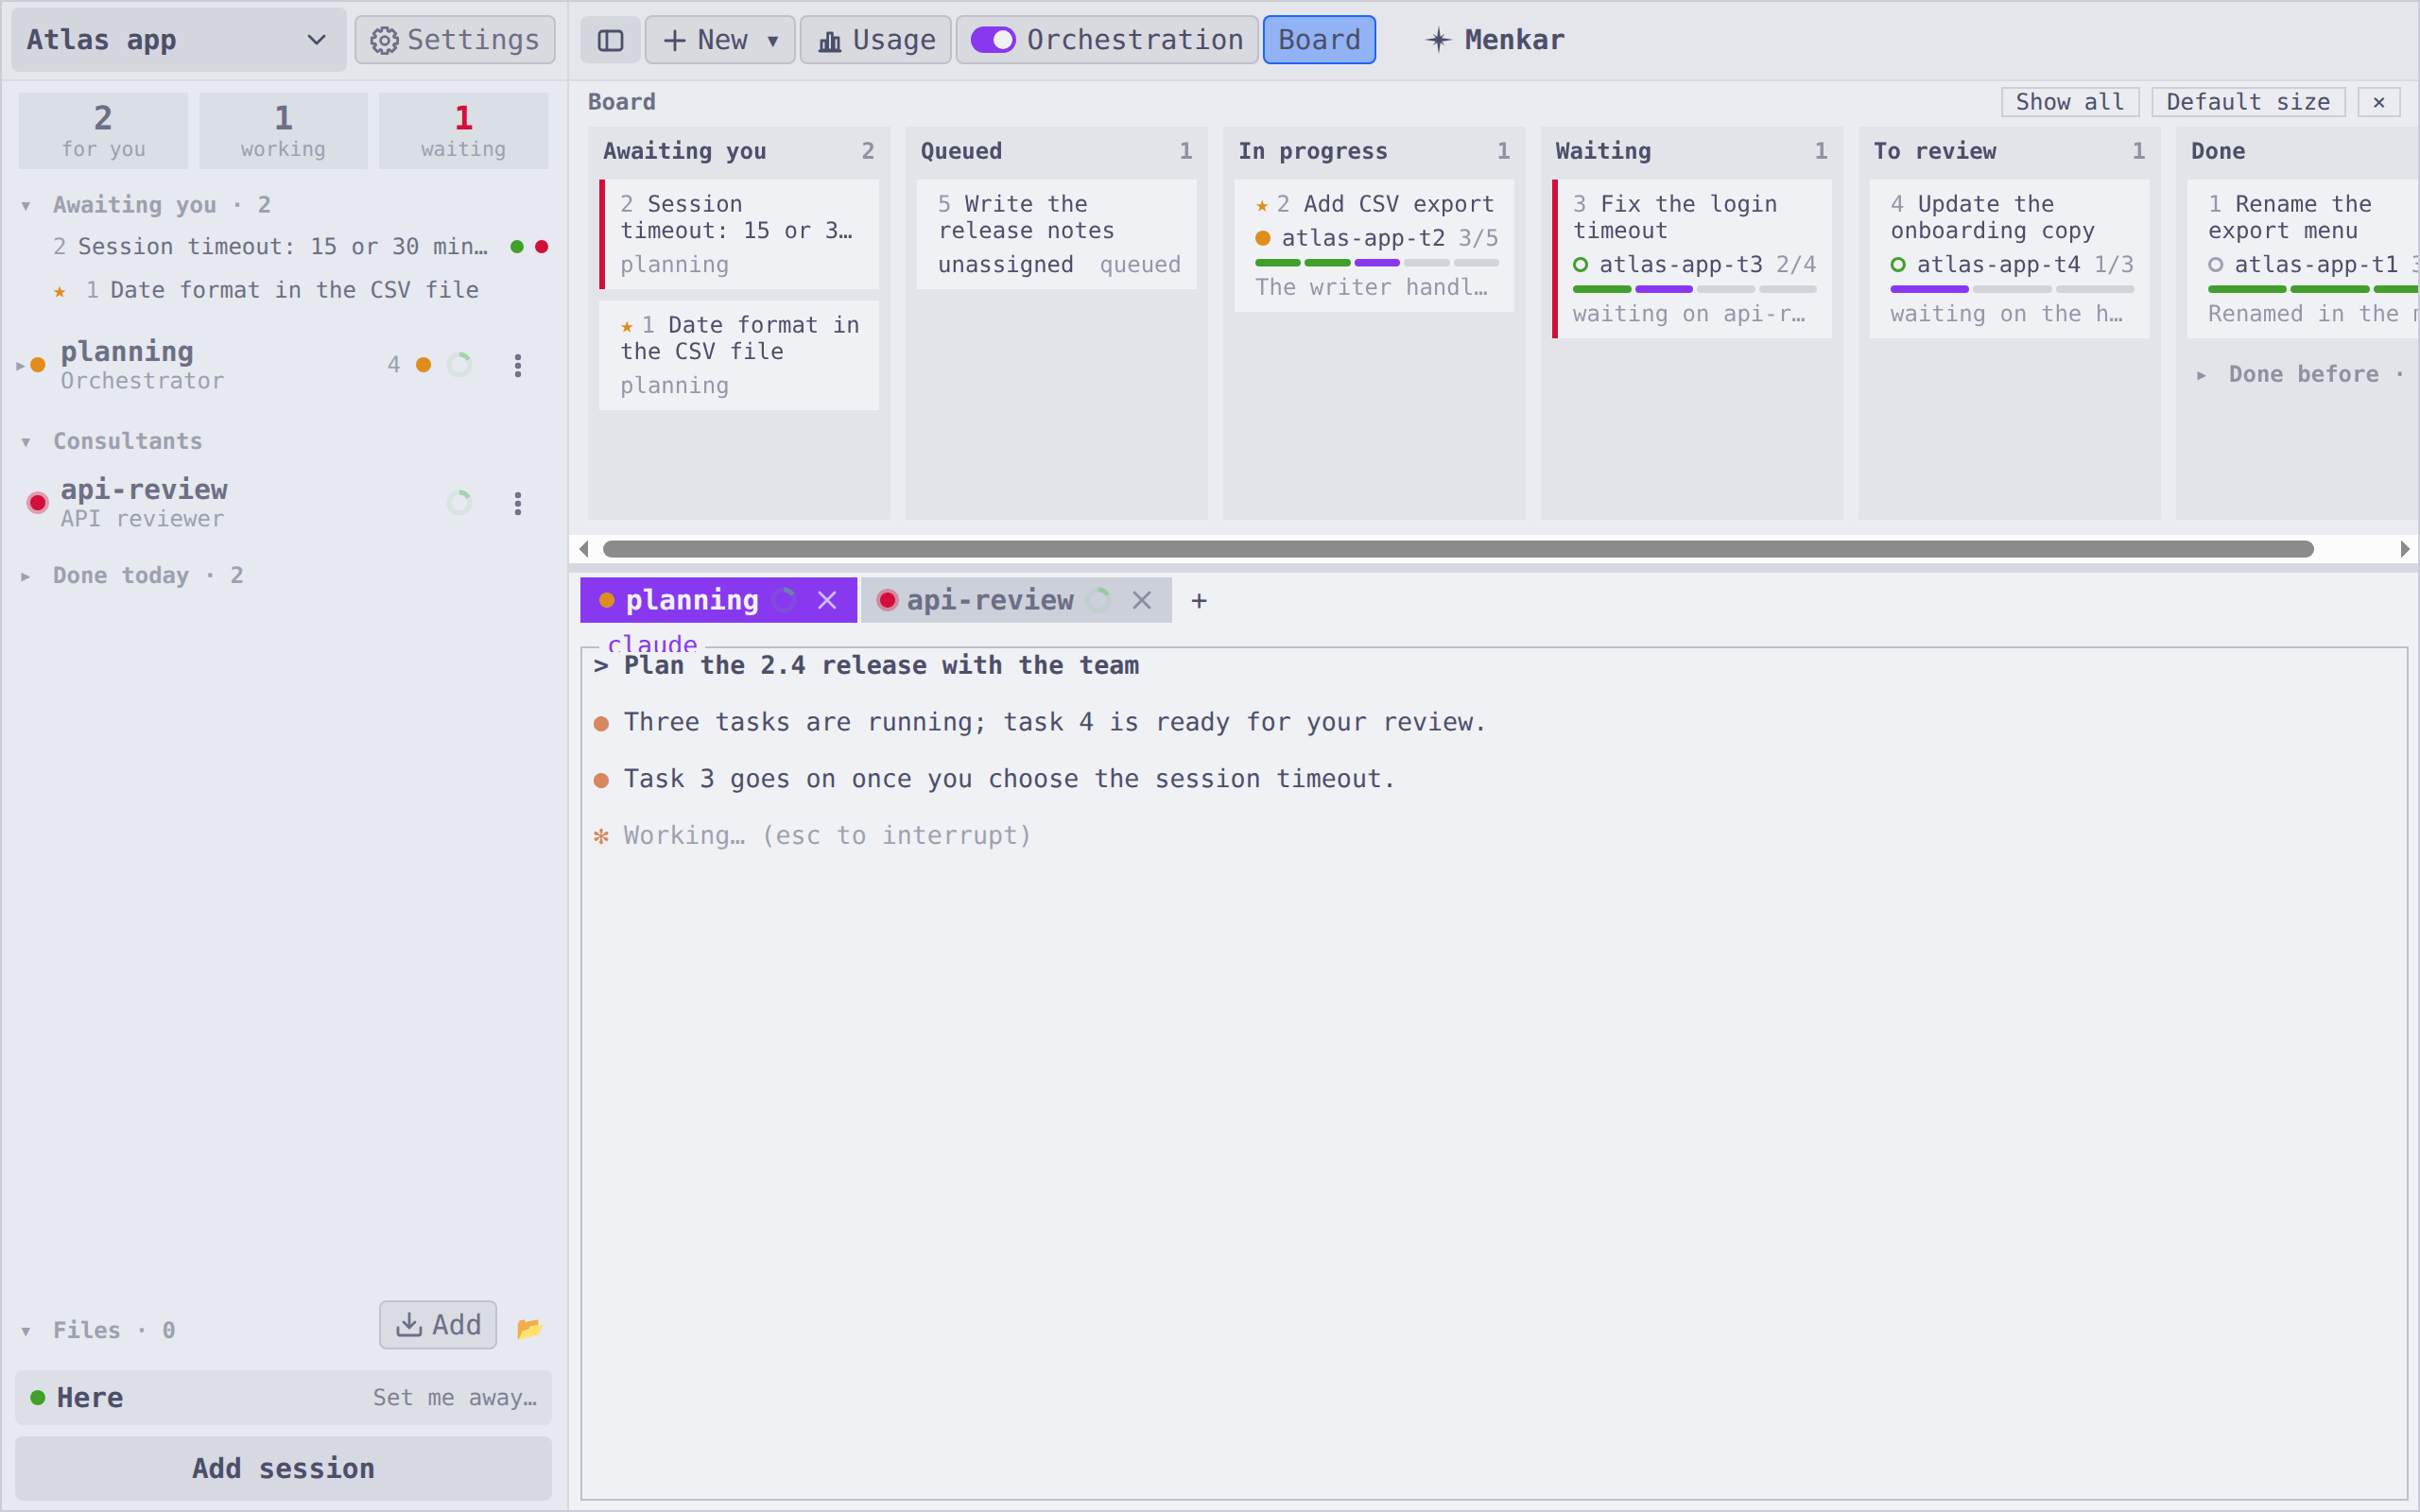 Atlas app
Settings
New
Usage
Orchestration
Board
Menkar
2
for you
1
working
1
waiting
Awaiting you · 2
2 Session timeout: 15 or 30 min…
★ 1 Date format in the CSV file
planning
Orchestrator
4
Consultants
api-review
API reviewer
Done today · 2
Files · 0
Add
Here
Set me away…
Add session
Board
Show all
Default size
×
Awaiting you 2
2 Session
timeout: 15 or 3…
planning
★ 1 Date format in
the CSV file
planning
Queued 1
5 Write the
release notes
unassigned queued
In progress 1
★ 2 Add CSV export
atlas-app-t2 3/5
The writer handl…
Waiting 1
3 Fix the login
timeout
atlas-app-t3 2/4
waiting on api-r…
To review 1
4 Update the
onboarding copy
atlas-app-t4 1/3
waiting on the h…
Done
1 Rename the
export menu
atlas-app-t1
Renamed in the
Done before ·
planning
api-review
+
claude
> Plan the 2.4 release with the team
● Three tasks are running; task 4 is ready for your review.
● Task 3 goes on once you choose the session timeout.
✻ Working… (esc to interrupt)